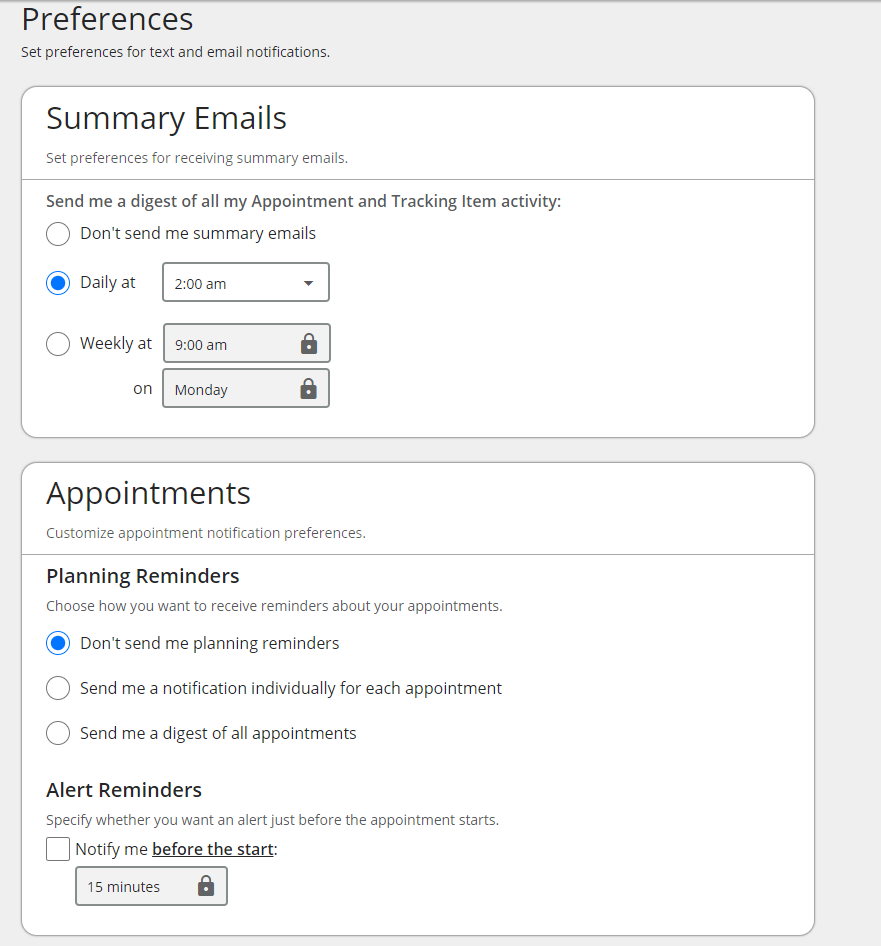 Preferences
Set preferences for text and email notifications.
Summary Emails
Set preferences for receiving summary emails.
Send me a digest of all my Appointment and Tracking Item activity:
Don't send me summary emails
Daily at 2:00 am
Weekly at 9:00 am
on Monday
Appointments
Customize appointment notification preferences.
Planning Reminders
Choose how you want to receive reminders about your appointments.
Don't send me planning reminders
Send me a notification individually for each appointment
Send me a digest of all appointments
Alert Reminders
Specify whether you want an alert just before the appointment starts.
Notify me before the start:
15 minutes